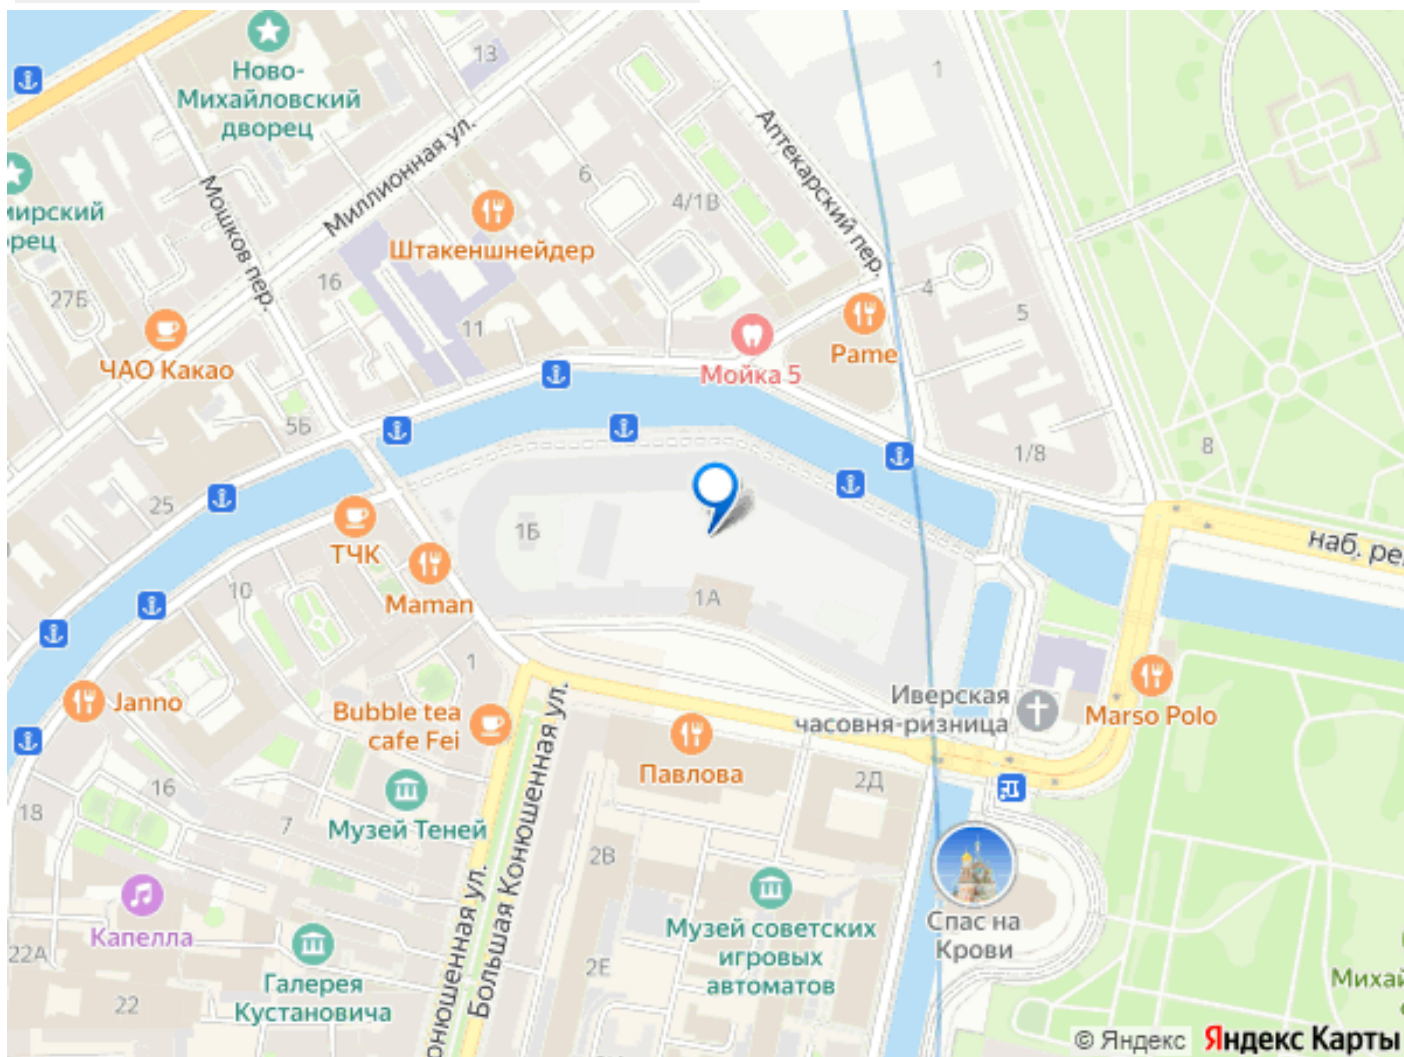 13
Ново-
Михайловский
дворец
1
Миллионная ул.
Аптекарский пер.
Мошков пер.
6
4/1В
мирский
орец
Штакеншнейдер
27Б
16
11
4
5
ЧАО Какао
Мойка 5
Pame
5Б
1/8
8
25
1Б
ТЧК
наб. ре
10
Maman
1А
1
Иверская
часовня-ризница
Janno
Bubble tea
cafe Fei
Marso Polo
Павлова
2Д
16
18
7
Музей Теней
Большая Конюшенная ул.
онюшенная ул.
2В
Капелла
Музей советских
игровых
автоматов
Спас на
Крови
22А
2Е
Галерея
Кустановича
22
Михай
© Яндекс Яндекс Карты